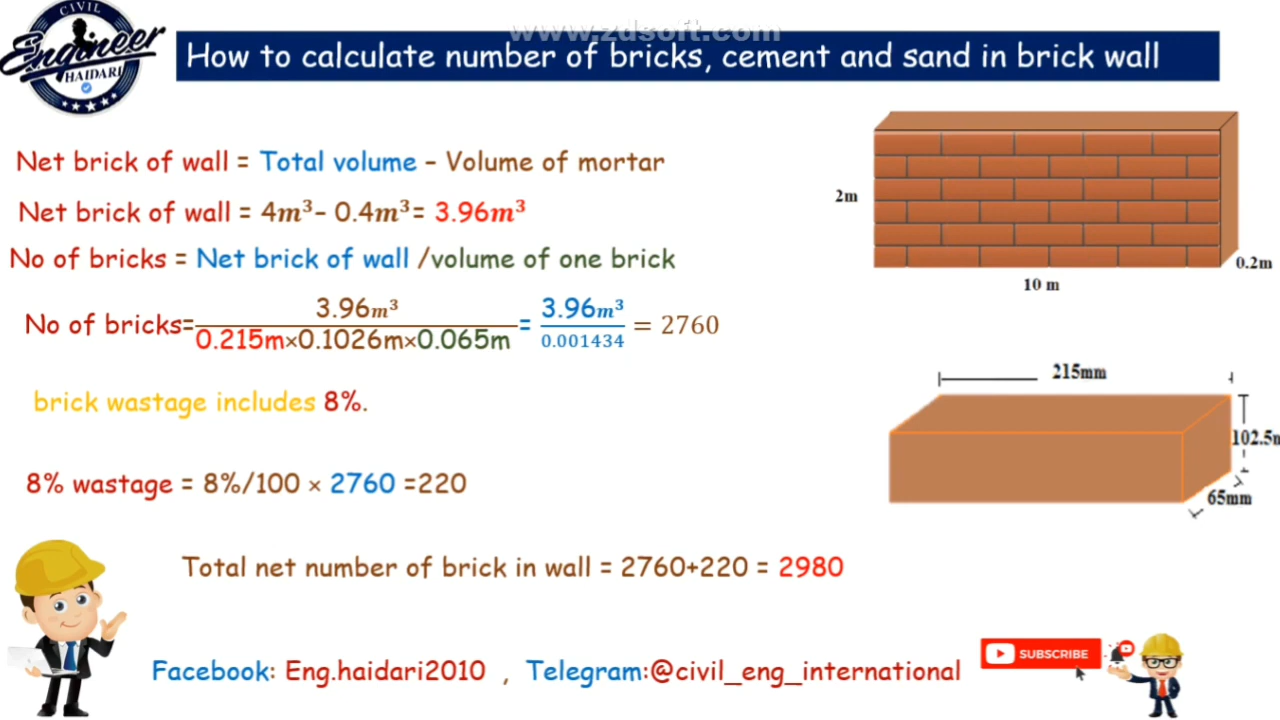 www.zdsoft.com
CIVIL
Engineer
HAIDARI
How to calculate number of bricks, cement and sand in brick wall
Net brick of wall = Total volume – Volume of mortar
Net brick of wall = 4m³– 0.4m³= 3.96m³
No of bricks = Net brick of wall /volume of one brick
No of bricks= 3.96m³ / 0.215m×0.1026m×0.065m = 3.96m³ / 0.001434 = 2760
brick wastage includes 8%.
8% wastage = 8%/100 × 2760 =220
Total net number of brick in wall = 2760+220 = 2980
2m
0.2m
10 m
215mm
102.5m
65mm
Facebook: Eng.haidari2010 , Telegram:@civil_eng_international
SUBSCRIBE